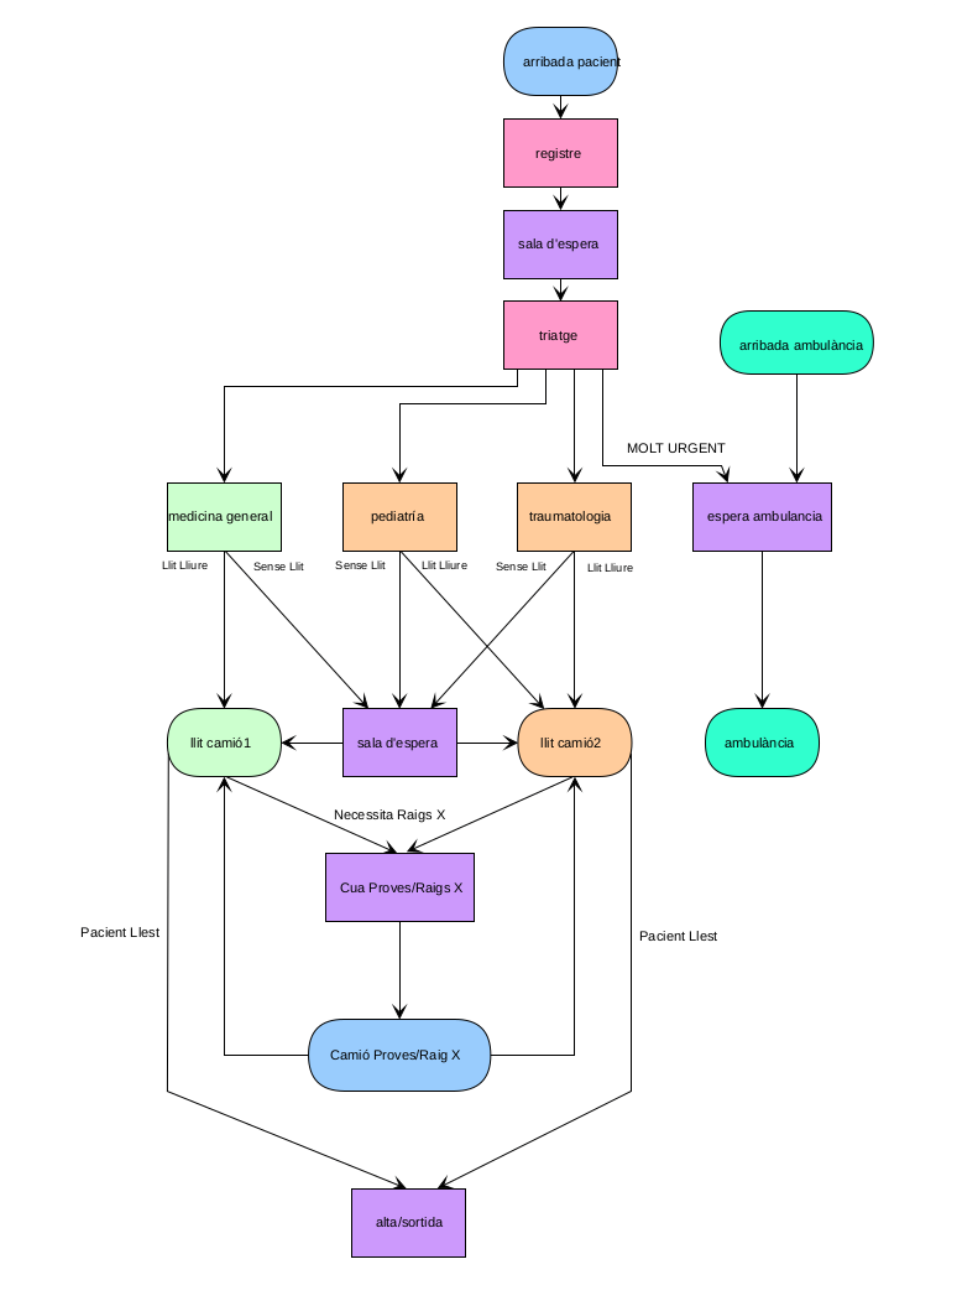 arribada pacient
registre
sala d'espera
triatge
arribada ambulància
MOLT URGENT
medicina general
pediatría
traumatologia
espera ambulancia
Llit Lliure
Sense Llit
Sense Llit
Llit Lliure
Sense Llit
Llit Lliure
llit camió1
sala d'espera
llit camió2
ambulància
Necessita Raigs X
Cua Proves/Raigs X
Pacient Llest
Pacient Llest
Camió Proves/Raig X
alta/sortida